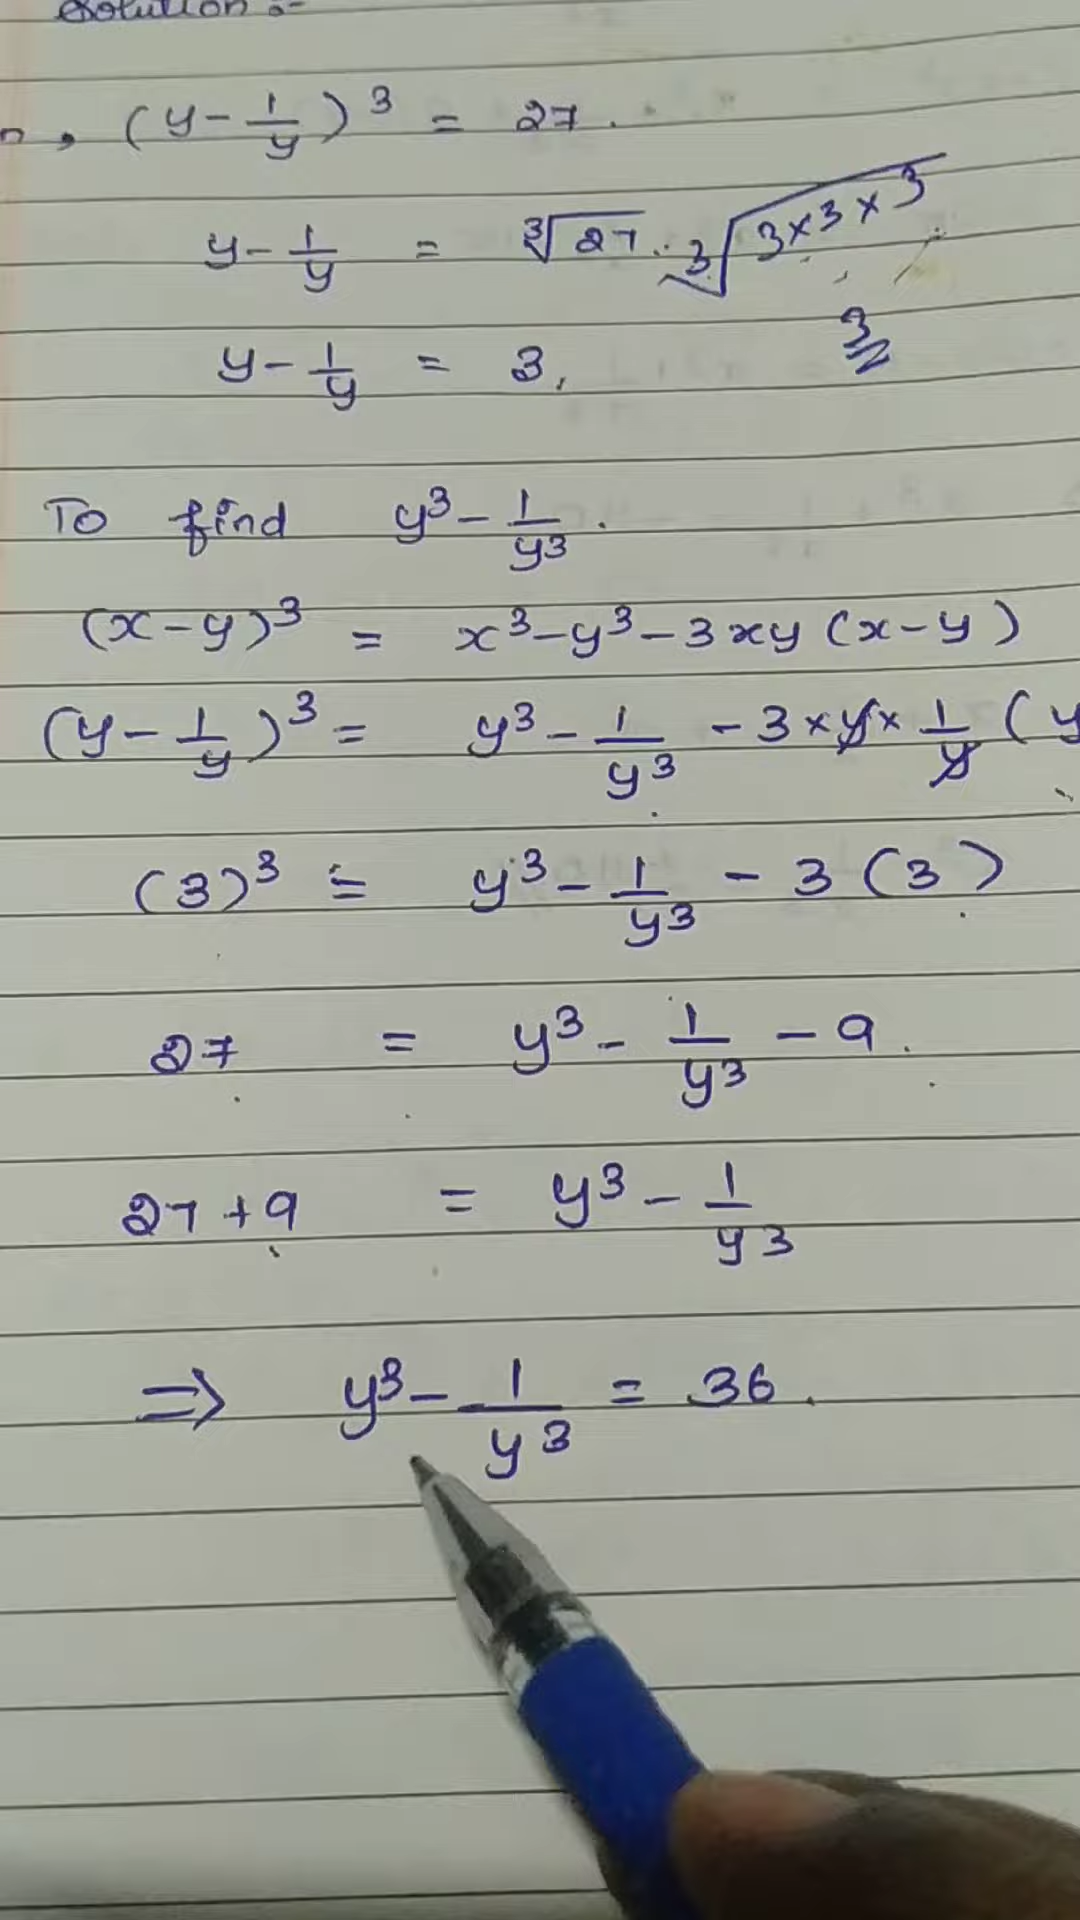 Solution :-
n, (y - 1/y)³ = 27.
y - 1/y = ∛27. ∛(3×3×3)
3
y - 1/y = 3,
To find y³ - 1/y³.
(x - y)³ = x³ - y³ - 3xy (x - y)
(y - 1/y)³ = y³ - 1/y³ - 3 × y × 1/y (y
(3)³ = y³ - 1/y³ - 3 (3)
27 = y³ - 1/y³ - 9.
27 + 9 = y³ - 1/y³
⇒ y³ - 1/y³ = 36.